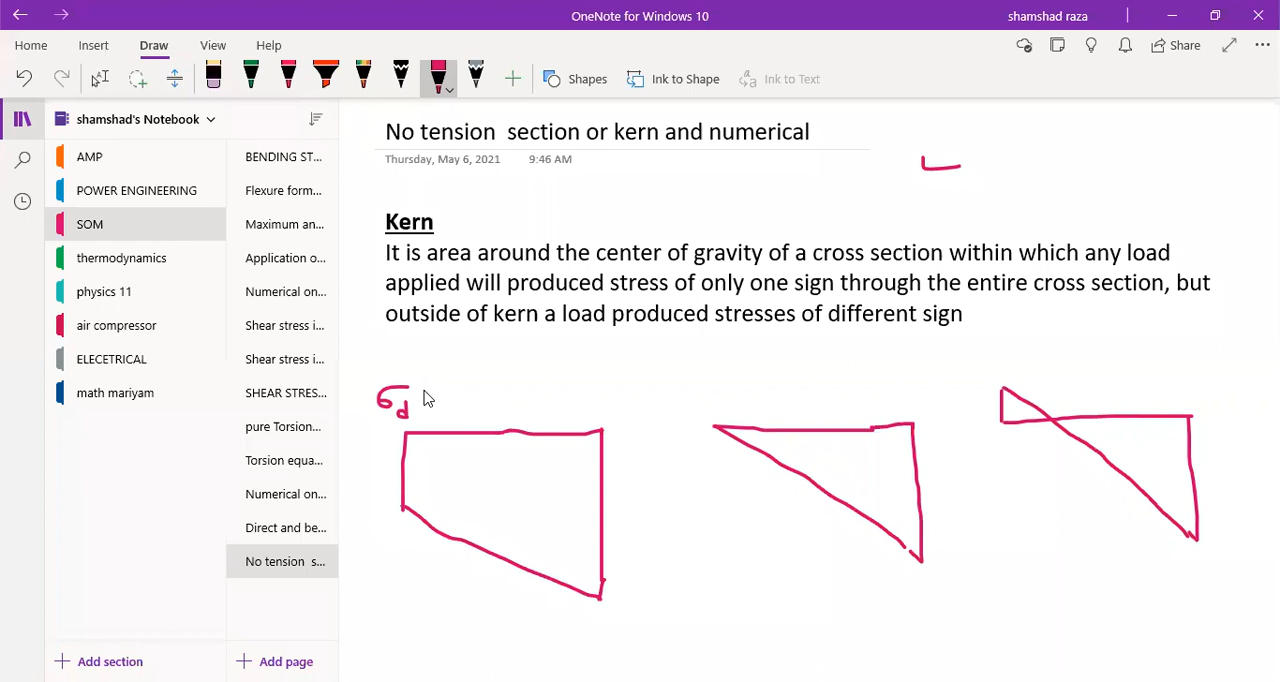 OneNote for Windows 10
shamshad raza
Home
Insert
Draw
View
Help
Share
Shapes
Ink to Shape
Ink to Text
shamshad's Notebook
AMP
POWER ENGINEERING
SOM
thermodynamics
physics 11
air compressor
ELECETRICAL
math mariyam
Add section
BENDING ST...
Flexure form...
Maximum an...
Application o...
Numerical on...
Shear stress i...
Shear stress i...
SHEAR STRES...
pure Torsion...
Torsion equa...
Numerical on...
Direct and be...
No tension s...
Add page
No tension section or kern and numerical
Thursday, May 6, 2021 9:46 AM
Kern
It is area around the center of gravity of a cross section within which any load
applied will produced stress of only one sign through the entire cross section, but
outside of kern a load produced stresses of different sign
σd